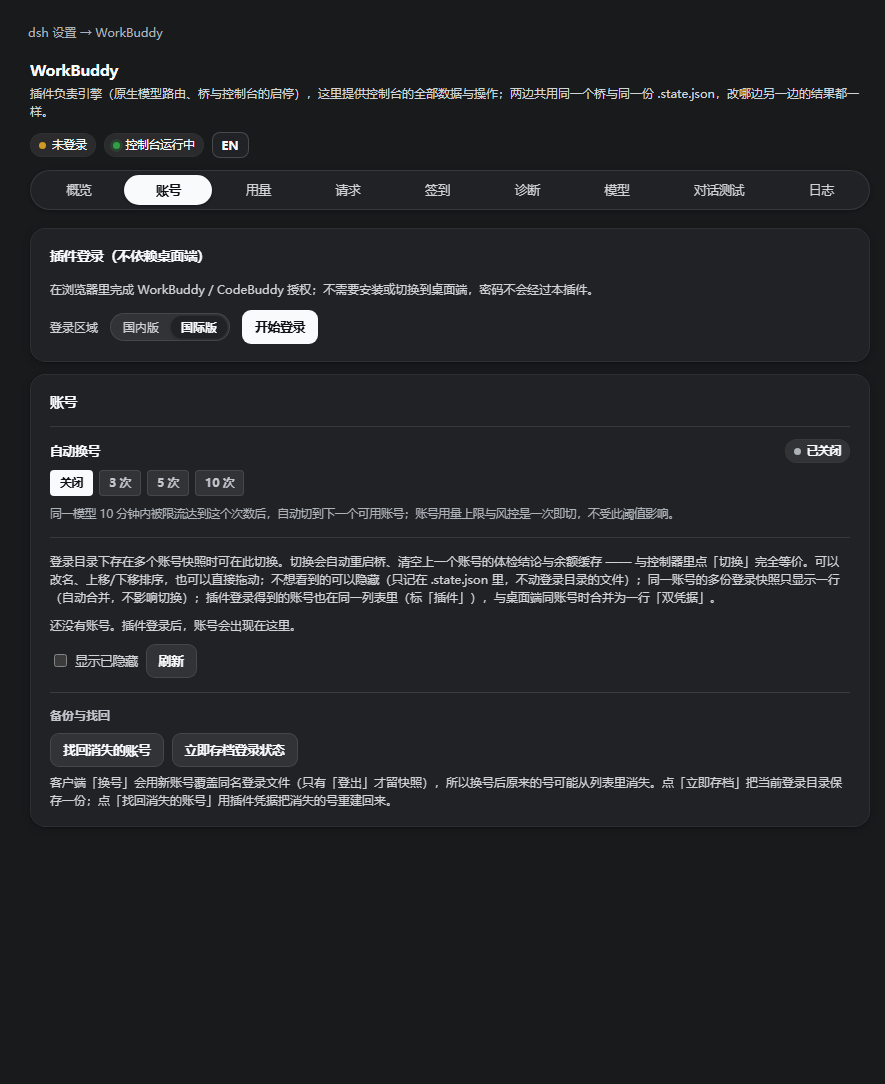 dsh 设置 → WorkBuddy
WorkBuddy
插件负责引擎（原生模型路由、桥与控制台的启停），这里提供控制台的全部数据与操作；两边共用同一个桥与同一份 .state.json，改哪边另一边的结果都一
样。
未登录 控制台运行中 EN
概览 账号 用量 请求 签到 诊断 模型 对话测试 日志
插件登录（不依赖桌面端）
在浏览器里完成 WorkBuddy / CodeBuddy 授权；不需要安装或切换到桌面端，密码不会经过本插件。
登录区域 国内版 国际版 开始登录
账号
自动换号 已关闭
关闭 3 次 5 次 10 次
同一模型 10 分钟内被限流达到这个次数后，自动切到下一个可用账号；账号用量上限与风控是一次即切，不受此阈值影响。
登录目录下存在多个账号快照时可在此切换。切换会自动重启桥、清空上一个账号的体检结论与余额缓存 —— 与控制器里点「切换」完全等价。可以
改名、上移/下移排序，也可以直接拖动；不想看到的可以隐藏（只记在 .state.json 里，不动登录目录的文件）；同一账号的多份登录快照只显示一行
（自动合并，不影响切换）；插件登录得到的账号也在同一列表里（标「插件」），与桌面端同账号时合并为一行「双凭据」。
还没有账号。插件登录后，账号会出现在这里。
显示已隐藏 刷新
备份与找回
找回消失的账号 立即存档登录状态
客户端「换号」会用新账号覆盖同名登录文件（只有「登出」才留快照），所以换号后原来的号可能从列表里消失。点「立即存档」把当前登录目录保
存一份；点「找回消失的账号」用插件凭据把消失的号重建回来。